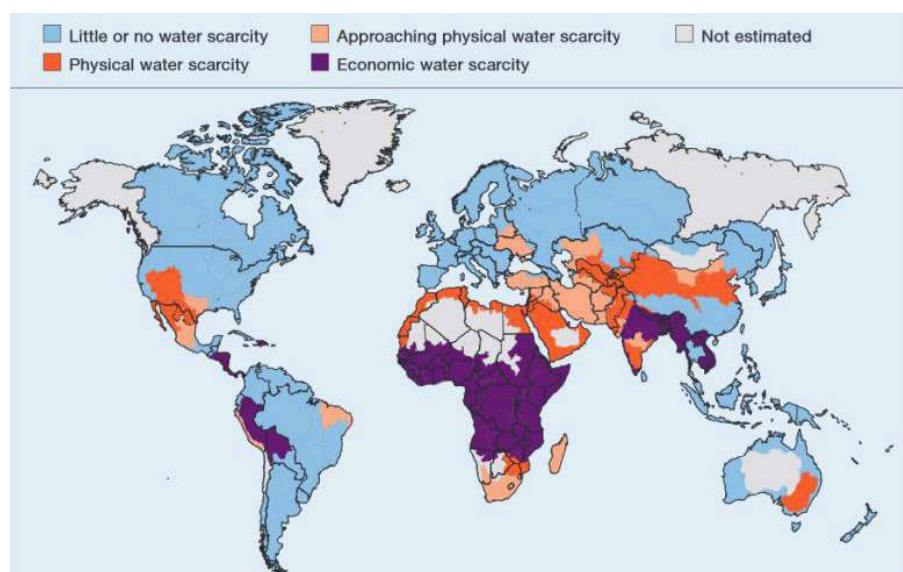 Little or no water scarcity Approaching physical water scarcity Not estimated
Physical water scarcity Economic water scarcity